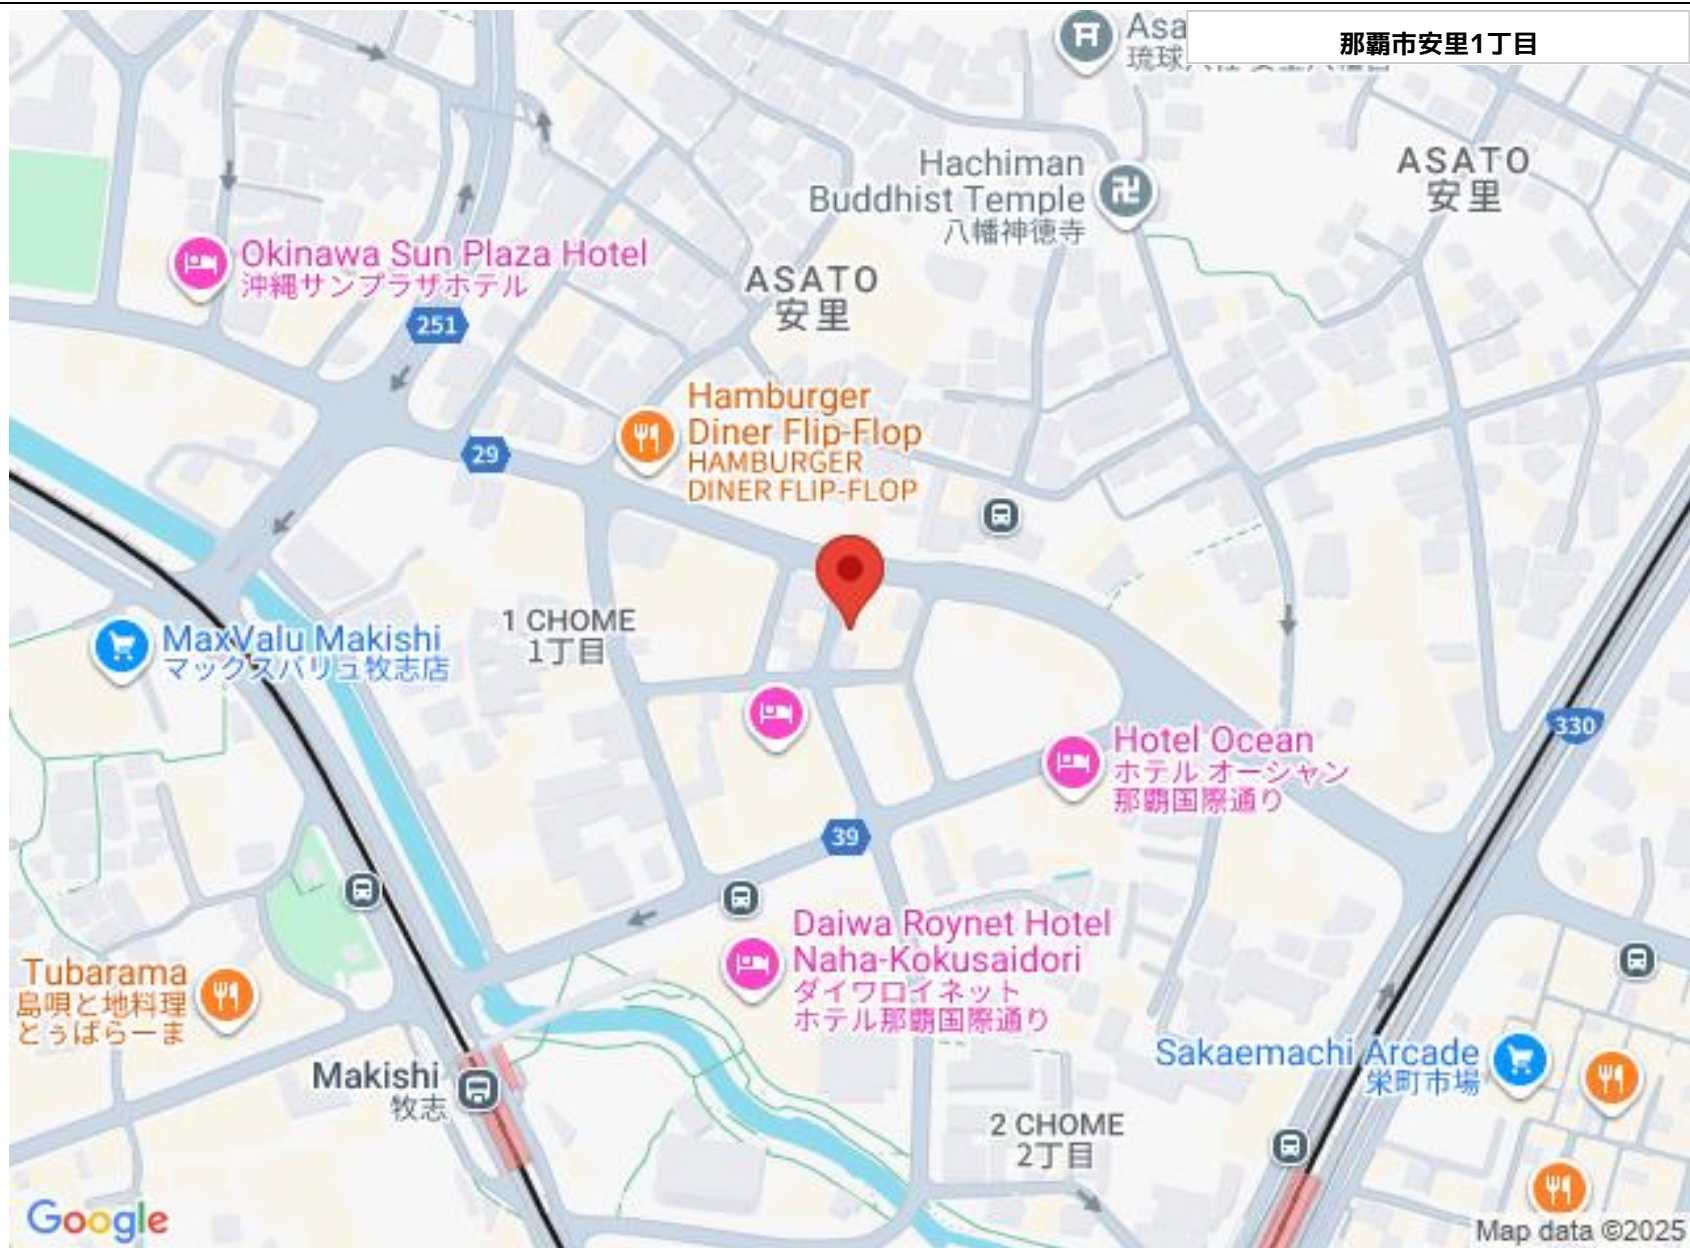 Asa
那覇市安里1丁目
Hachiman
Buddhist Temple
八幡神徳寺
ASATO
安里
Okinawa Sun Plaza Hotel
沖縄サンプラザホテル
ASATO
安里
251
Hamburger
Diner Flip-Flop
HAMBURGER
DINER FLIP-FLOP
29
1 CHOME
1丁目
MaxValu Makishi
マックスバリュ牧志店
330
Hotel Ocean
ホテル オーシャン
那覇国際通り
39
Daiwa Roynet Hotel
Naha-Kokusaidori
ダイワロイネット
ホテル那覇国際通り
Tubarama
島唄と地料理
とぅばらーま
Makishi
牧志
Sakaemachi Arcade
栄町市場
2 CHOME
2丁目
Google
Map data ©2025